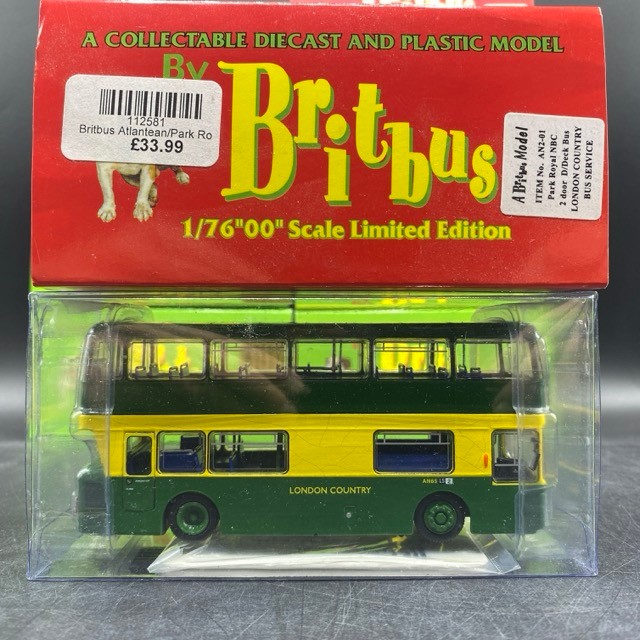 A COLLECTABLE DIECAST AND PLASTIC MODEL
By
Britbus
112581
Britbus Atlantean/Park Ro
£33.99
A Britbus Model
ITEM No. AN2-01
Park Royal NBC
2 door D/Deck Bus
LONDON COUNTRY
BUS SERVICE
1/76"00" Scale Limited Edition
LONDON COUNTRY
AN65 LS